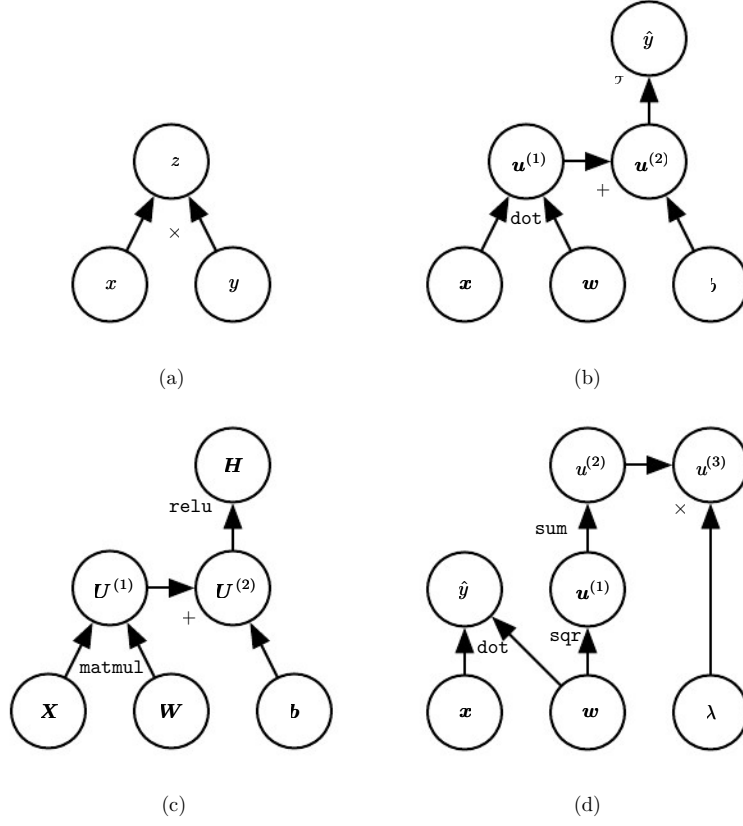 z
×
x
y
(a)
ŷ
u⁽¹⁾
u⁽²⁾
+
dot
x
w
(b)
H
relu
U⁽¹⁾
U⁽²⁾
+
matmul
X
W
b
(c)
u⁽²⁾
u⁽³⁾
×
sum
ŷ
u⁽¹⁾
dot
sqr
x
w
λ
(d)